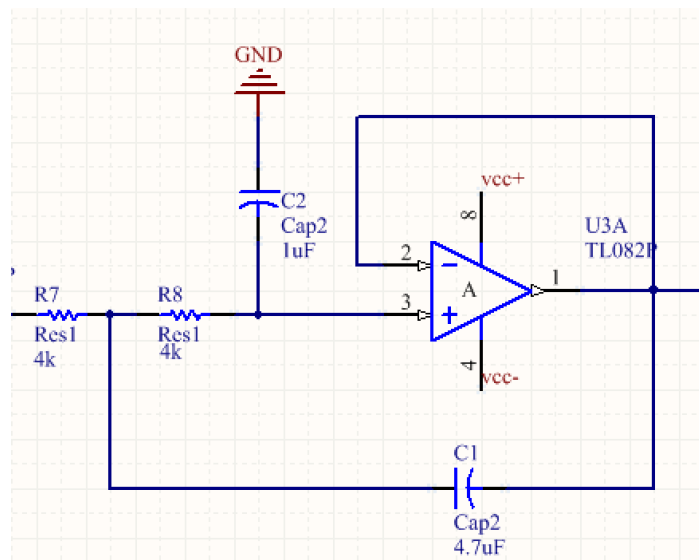 GND
C2
Cap2
1uF
vcc+
8
U3A
TL082P
2
A
1
3
R7
Res1
4k
R8
Res1
4k
4
vcc-
C1
Cap2
4.7uF